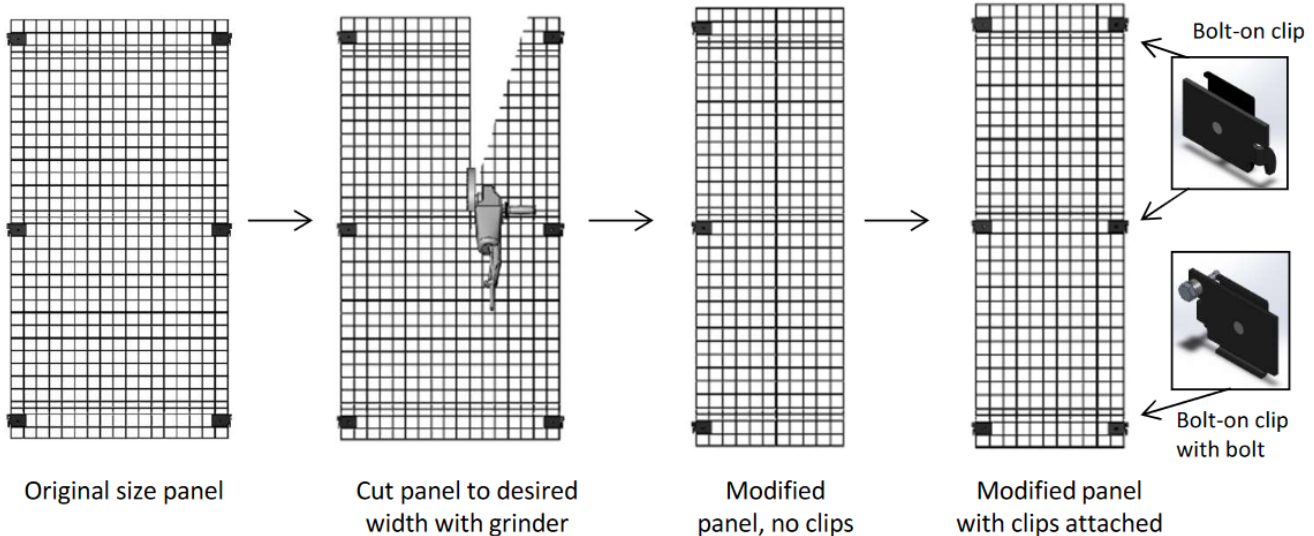 Bolt-on clip
Bolt-on clip
with bolt
Original size panel
Cut panel to desired
width with grinder
Modified
panel, no clips
Modified panel
with clips attached